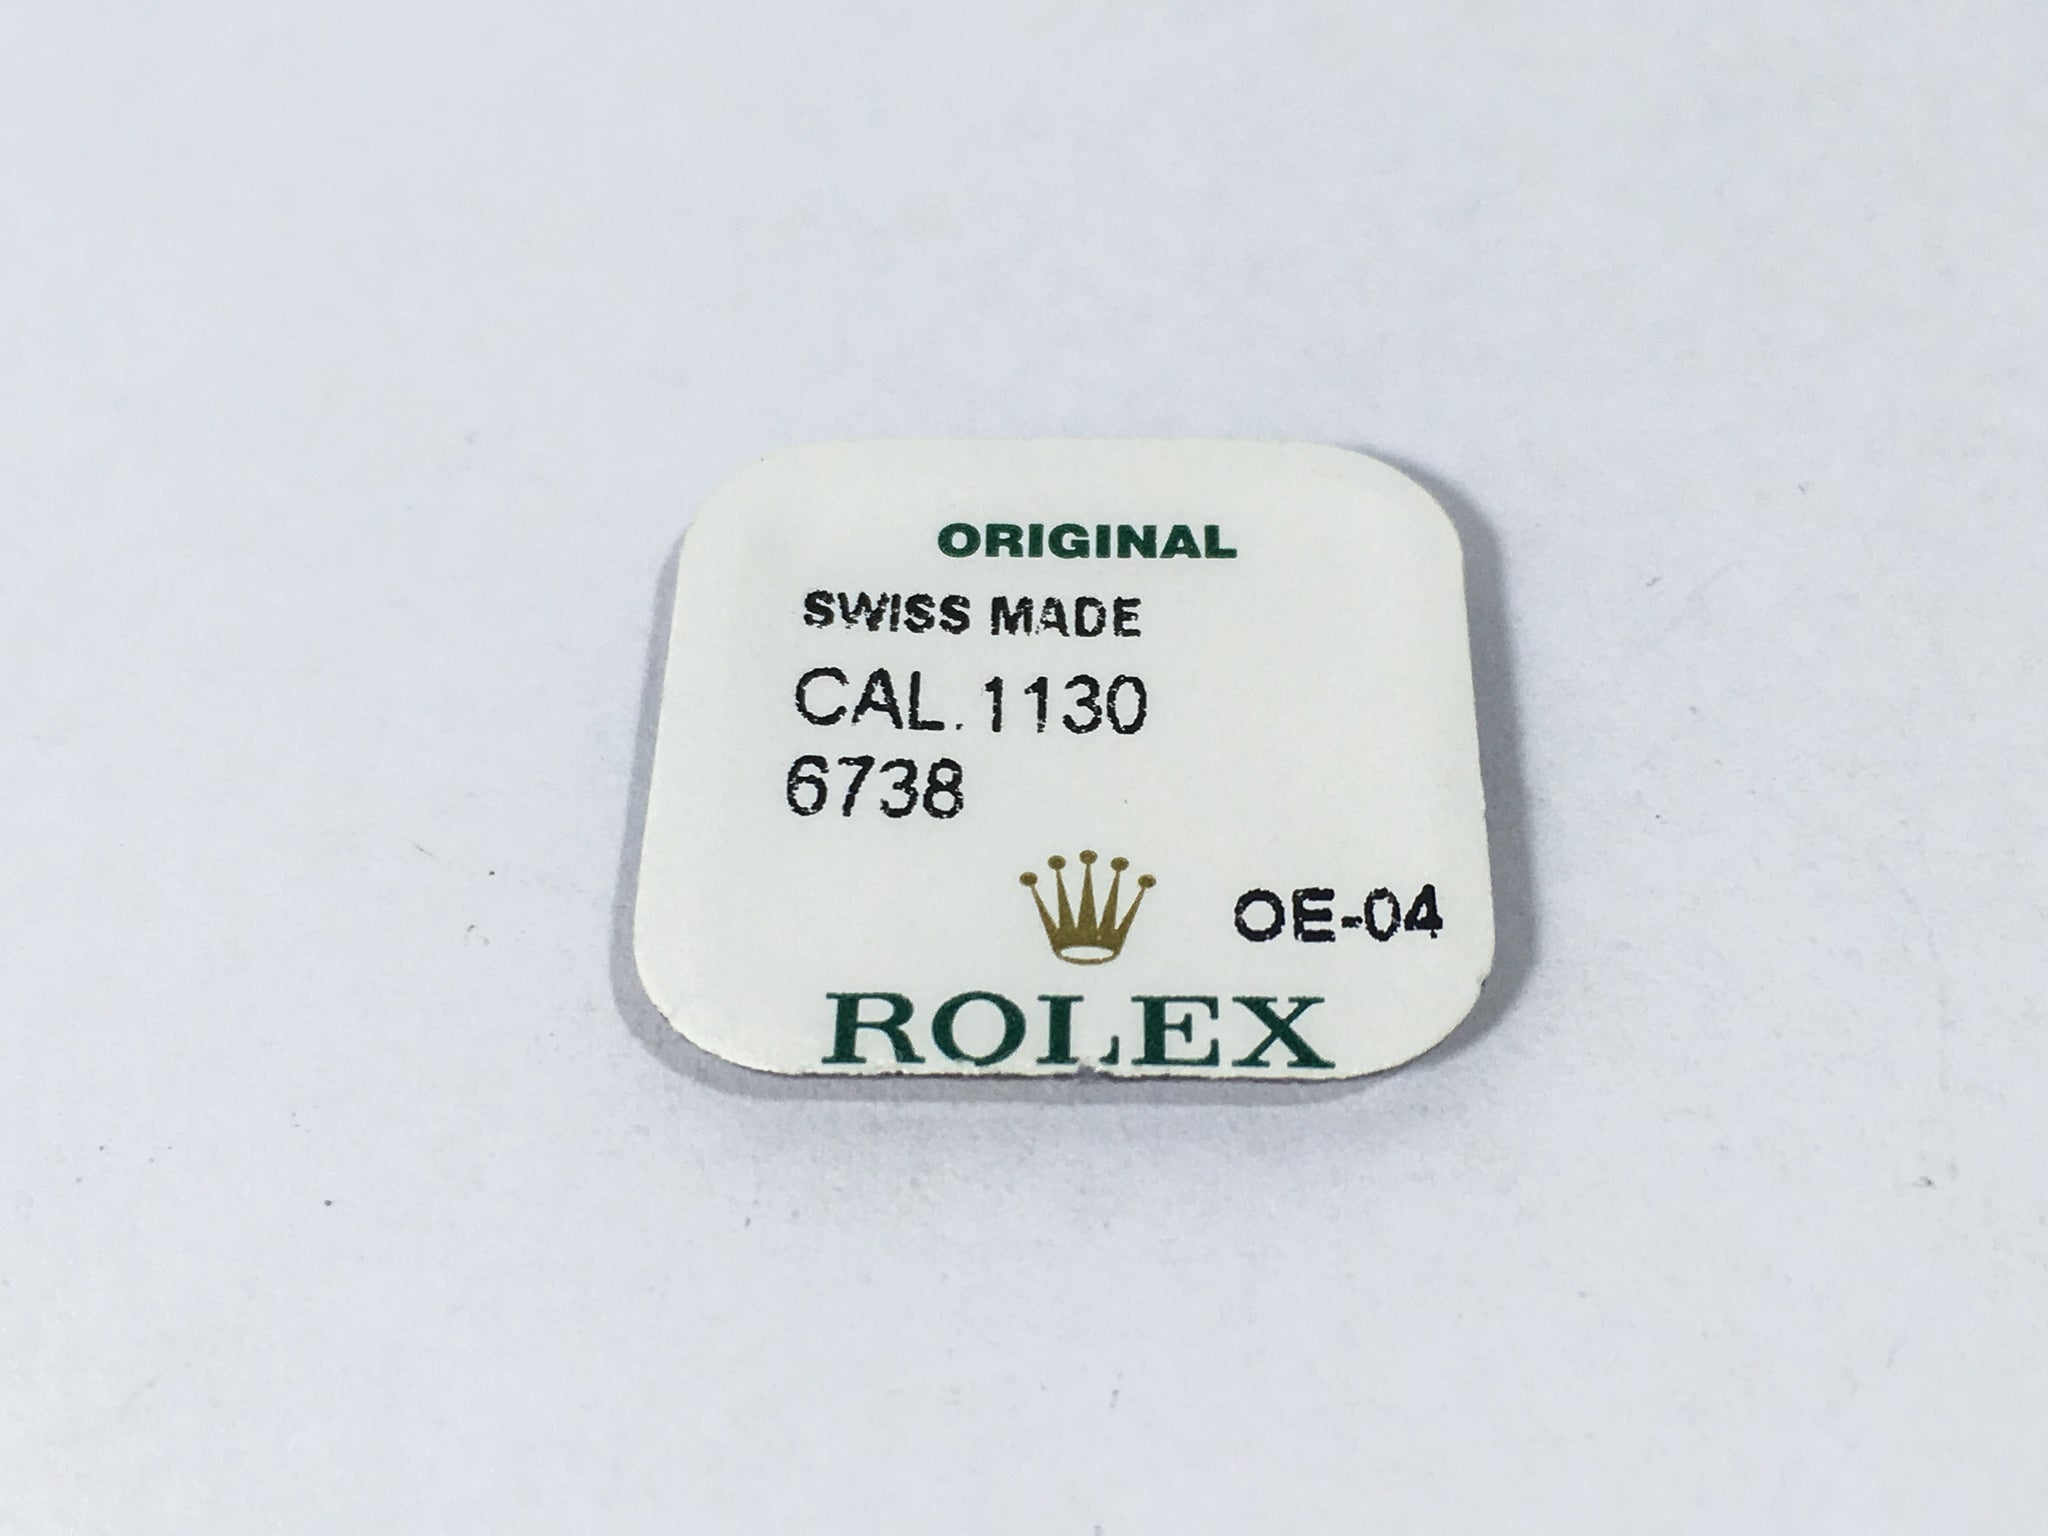 ORIGINAL
SWISS MADE
CAL. 1130
6738
OE-04
ROLEX